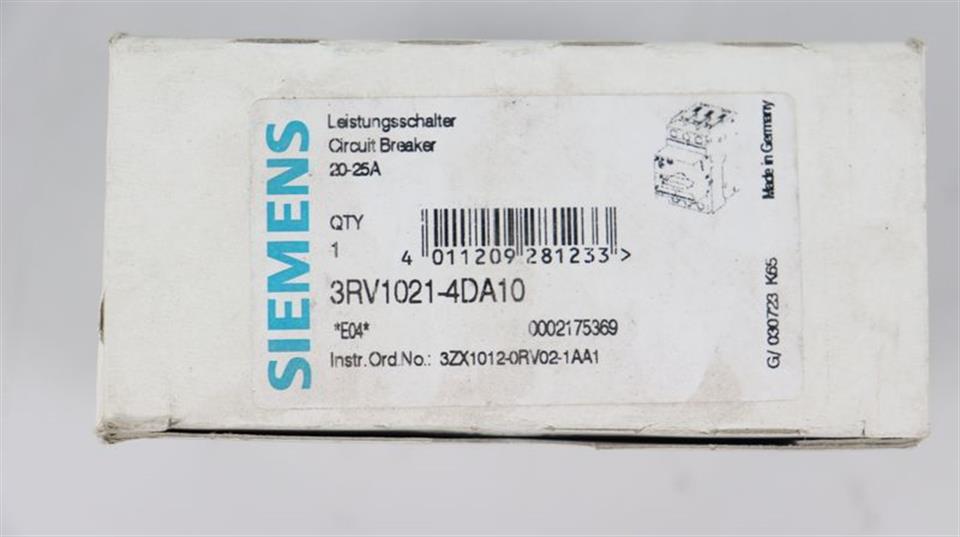 SIEMENS
Leistungsschalter
Circuit Breaker
20-25A
QTY
1
4 011209 281233 >
3RV1021-4DA10
*E04*
0002175369
Instr.Ord.No.: 3ZX1012-0RV02-1AA1
Made in Germany
G/ 030723 K65